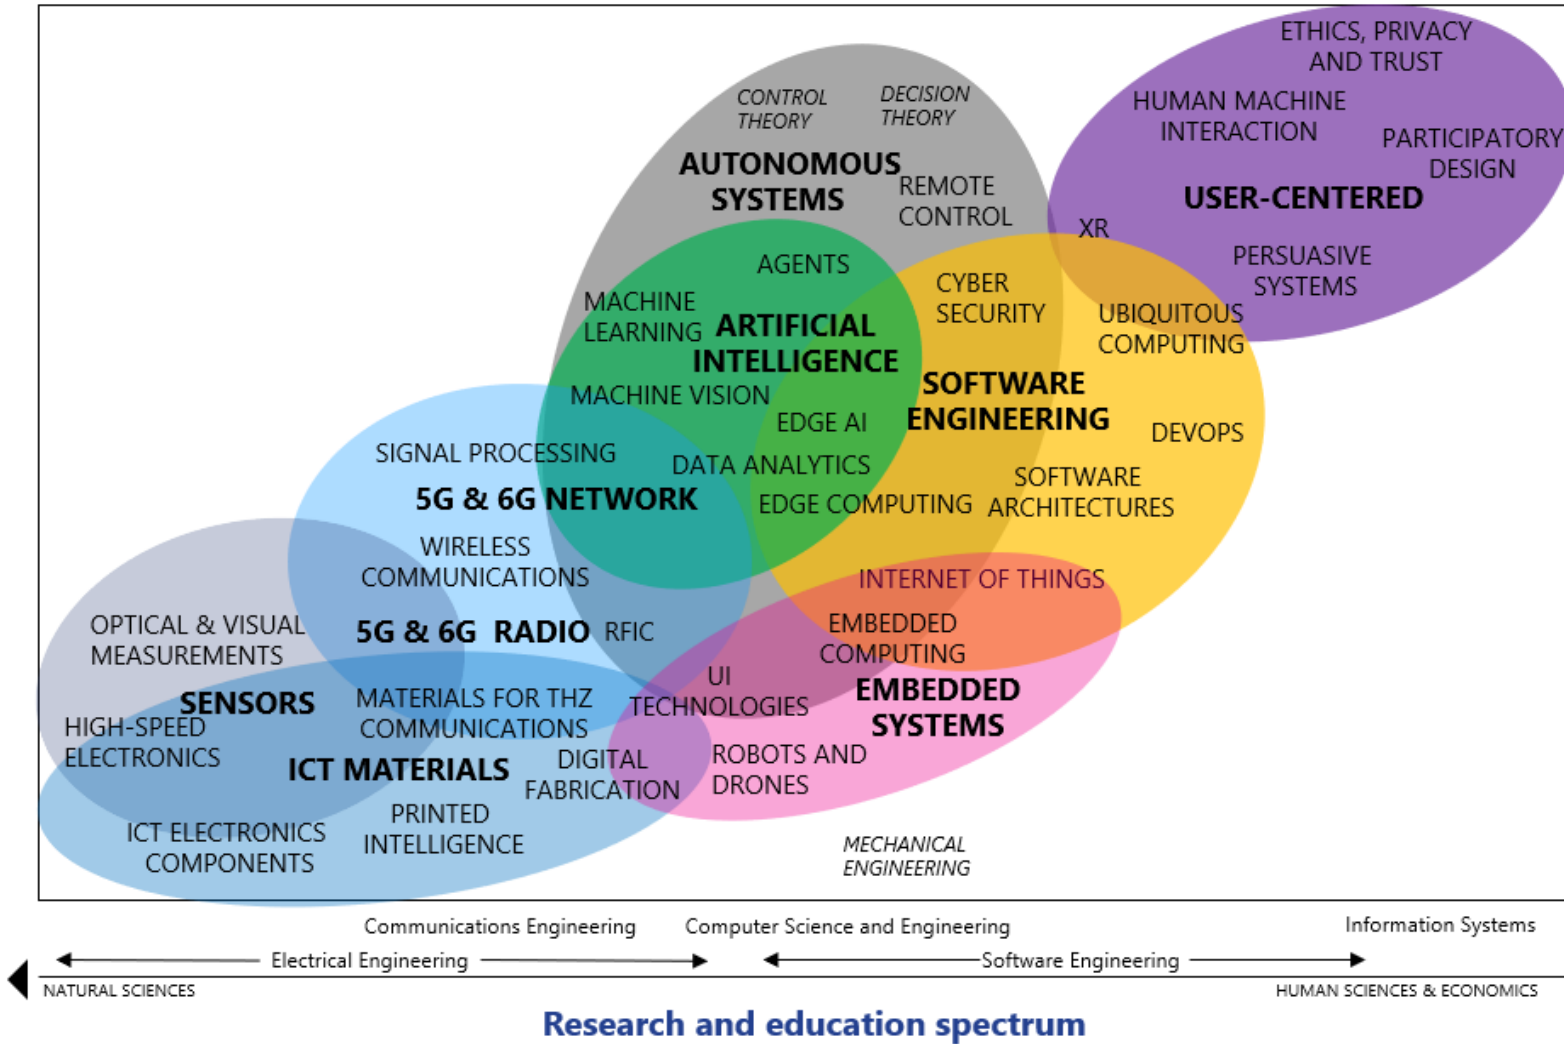 ETHICS, PRIVACY
AND TRUST
HUMAN MACHINE
INTERACTION
PARTICIPATORY
DESIGN
USER-CENTERED
XR
PERSUASIVE
SYSTEMS
CONTROL
THEORY
DECISION
THEORY
AUTONOMOUS
SYSTEMS
REMOTE
CONTROL
AGENTS
MACHINE
LEARNING
ARTIFICIAL
INTELLIGENCE
MACHINE VISION
CYBER
SECURITY
UBIQUITOUS
COMPUTING
SOFTWARE
ENGINEERING
EDGE AI
DEVOPS
DATA ANALYTICS
EDGE COMPUTING
SOFTWARE
ARCHITECTURES
SIGNAL PROCESSING
5G & 6G NETWORK
WIRELESS
COMMUNICATIONS
5G & 6G RADIO
RFIC
INTERNET OF THINGS
EMBEDDED
COMPUTING
UI
TECHNOLOGIES
EMBEDDED
SYSTEMS
ROBOTS AND
DRONES
OPTICAL & VISUAL
MEASUREMENTS
SENSORS
HIGH-SPEED
ELECTRONICS
MATERIALS FOR THZ
COMMUNICATIONS
ICT MATERIALS
DIGITAL
FABRICATION
PRINTED
INTELLIGENCE
ICT ELECTRONICS
COMPONENTS
MECHANICAL
ENGINEERING
Communications Engineering
Computer Science and Engineering
Information Systems
Electrical Engineering
Software Engineering
NATURAL SCIENCES
HUMAN SCIENCES & ECONOMICS
Research and education spectrum